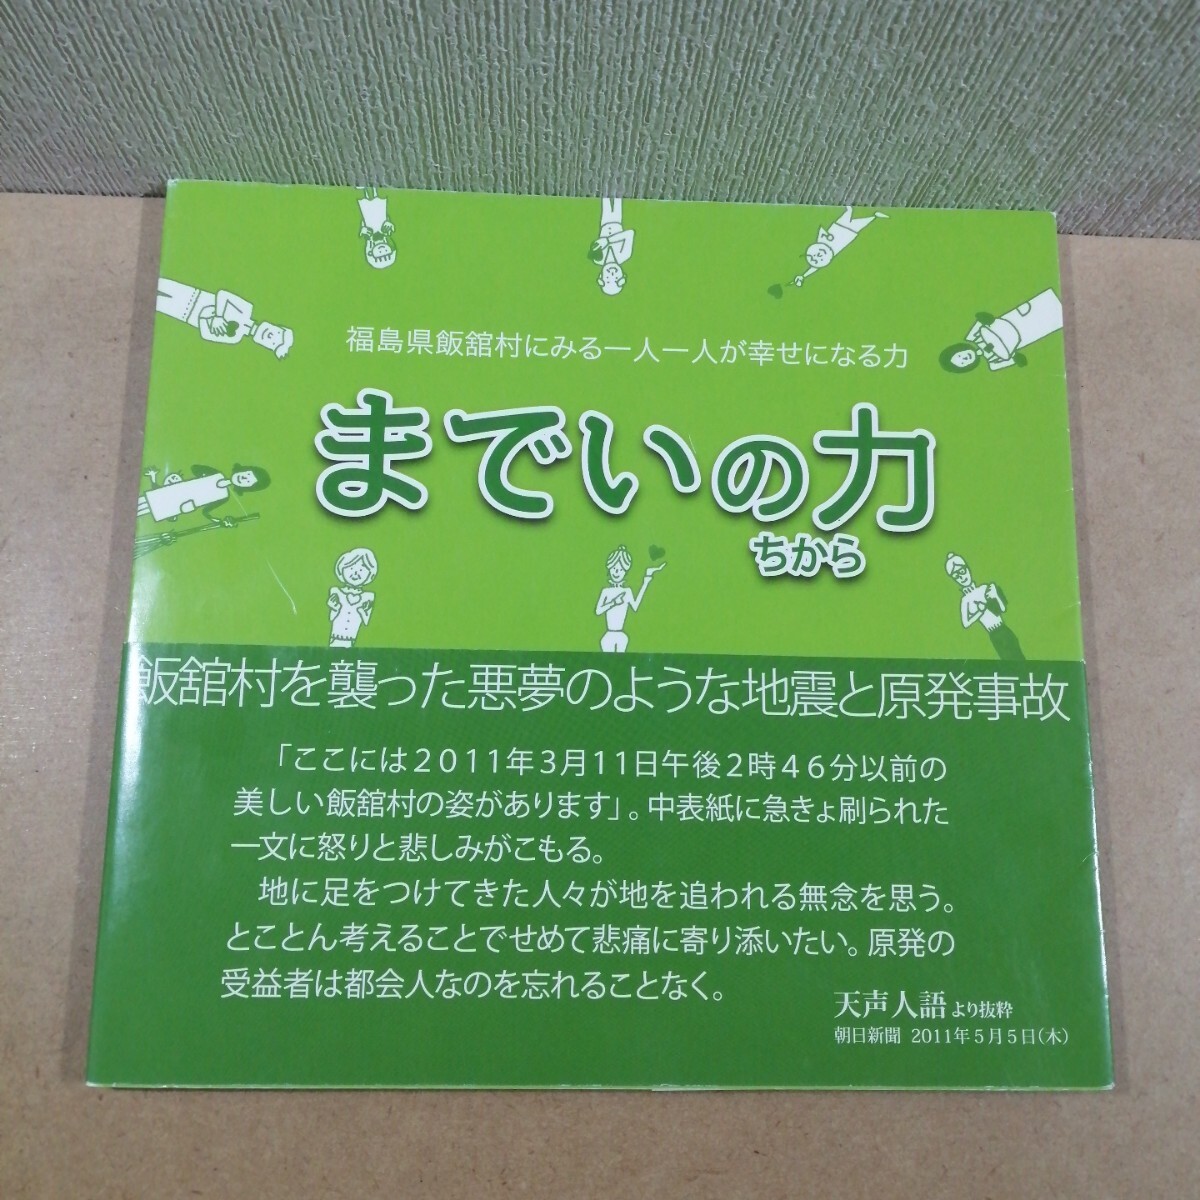 福島県飯舘村にみる一人一人が幸せになる力
までいの力
ちから
飯舘村を襲った悪夢のような地震と原発事故
「ここには２０１１年３月１１日午後２時４６分以前の
美しい飯舘村の姿があります」。中表紙に急きょ刷られた
一文に怒りと悲しみがこもる。
地に足をつけてきた人々が地を追われる無念を思う。
とことん考えることでせめて悲痛に寄り添いたい。原発の
受益者は都会人なのを忘れることなく。
天声人語より抜粋
朝日新聞 2011年５月５日(木)